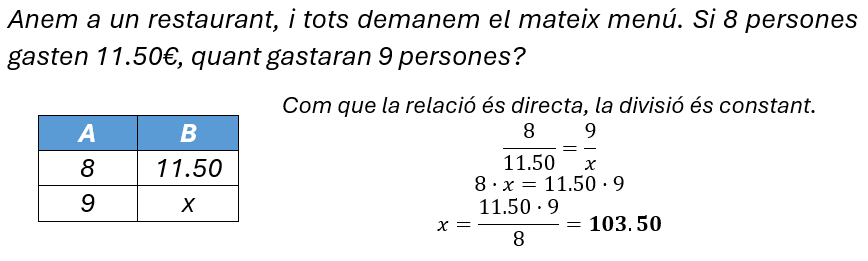 Anem a un restaurant, i tots demanem el mateix menú. Si 8 persones
gasten 11.50€, quant gastaran 9 persones?
Com que la relació és directa, la divisió és constant.
A B
8 11.50
9 x
8/11.50 = 9/x
8 · x = 11.50 · 9
x = 11.50 · 9/8 = 103.50